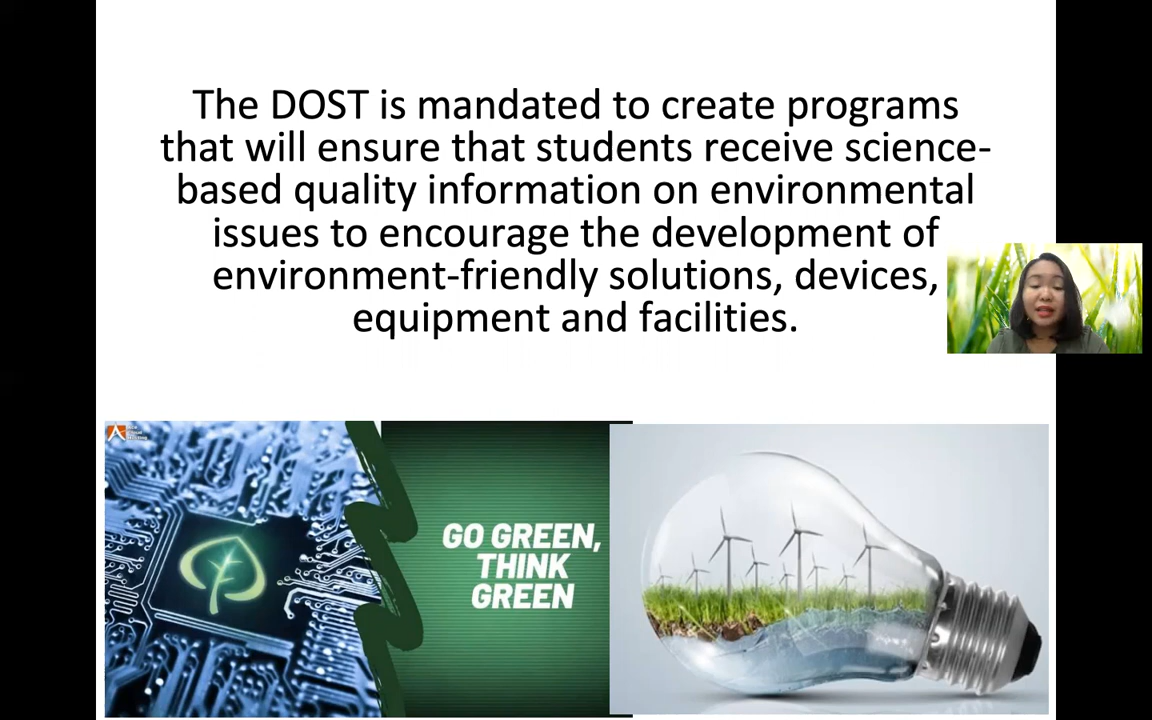 The DOST is mandated to create programs
that will ensure that students receive science-
based quality information on environmental
issues to encourage the development of
environment-friendly solutions, devices,
equipment and facilities.
GO GREEN,
THINK
GREEN